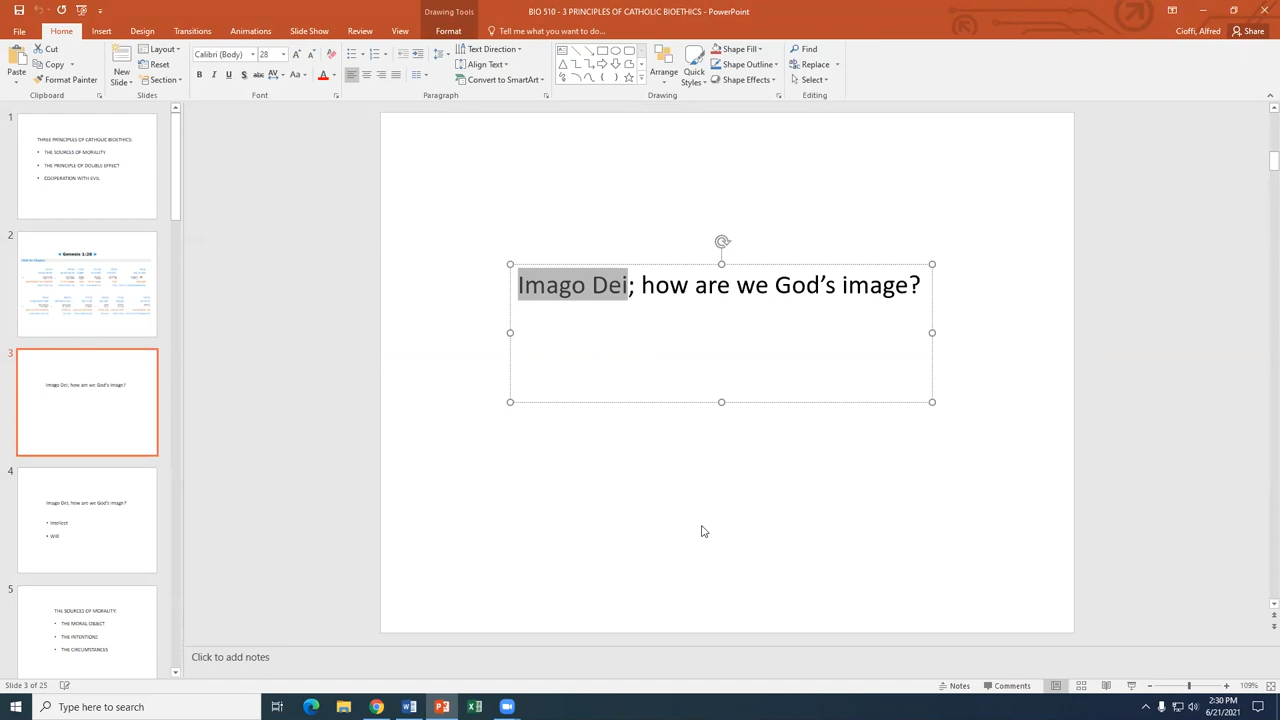 Drawing Tools
BIO 510 - 3 PRINCIPLES OF CATHOLIC BIOETHICS - PowerPoint
File Home Insert Design Transitions Animations Slide Show Review View Format Tell me what you want to do... Cioffi, Alfred Share
Paste Cut Copy Format Painter Clipboard
New Slide Layout Reset Section Slides
Calibri (Body) 28 Font
Text Direction Align Text Convert to SmartArt Paragraph
Arrange Quick Styles Shape Fill Shape Outline Shape Effects Drawing
Find Replace Select Editing
1
THREE PRINCIPLES OF CATHOLIC BIOETHICS:
• THE SOURCES OF MORALITY
• THE PRINCIPLE OF DOUBLE EFFECT
• COOPERATION WITH EVIL
2
Genesis 1:28
3
Imago Dei; how are we God's image?
4
Imago Dei; how are we God's image?
• Intellect
• Will
5
THE SOURCES OF MORALITY:
• THE MORAL OBJECT
• THE INTENTIONS
• THE CIRCUMSTANCES
Imago Dei; how are we God’s image?
Click to add notes
Slide 3 of 25 Notes Comments 109%
Type here to search
2:30 PM
6/21/2021